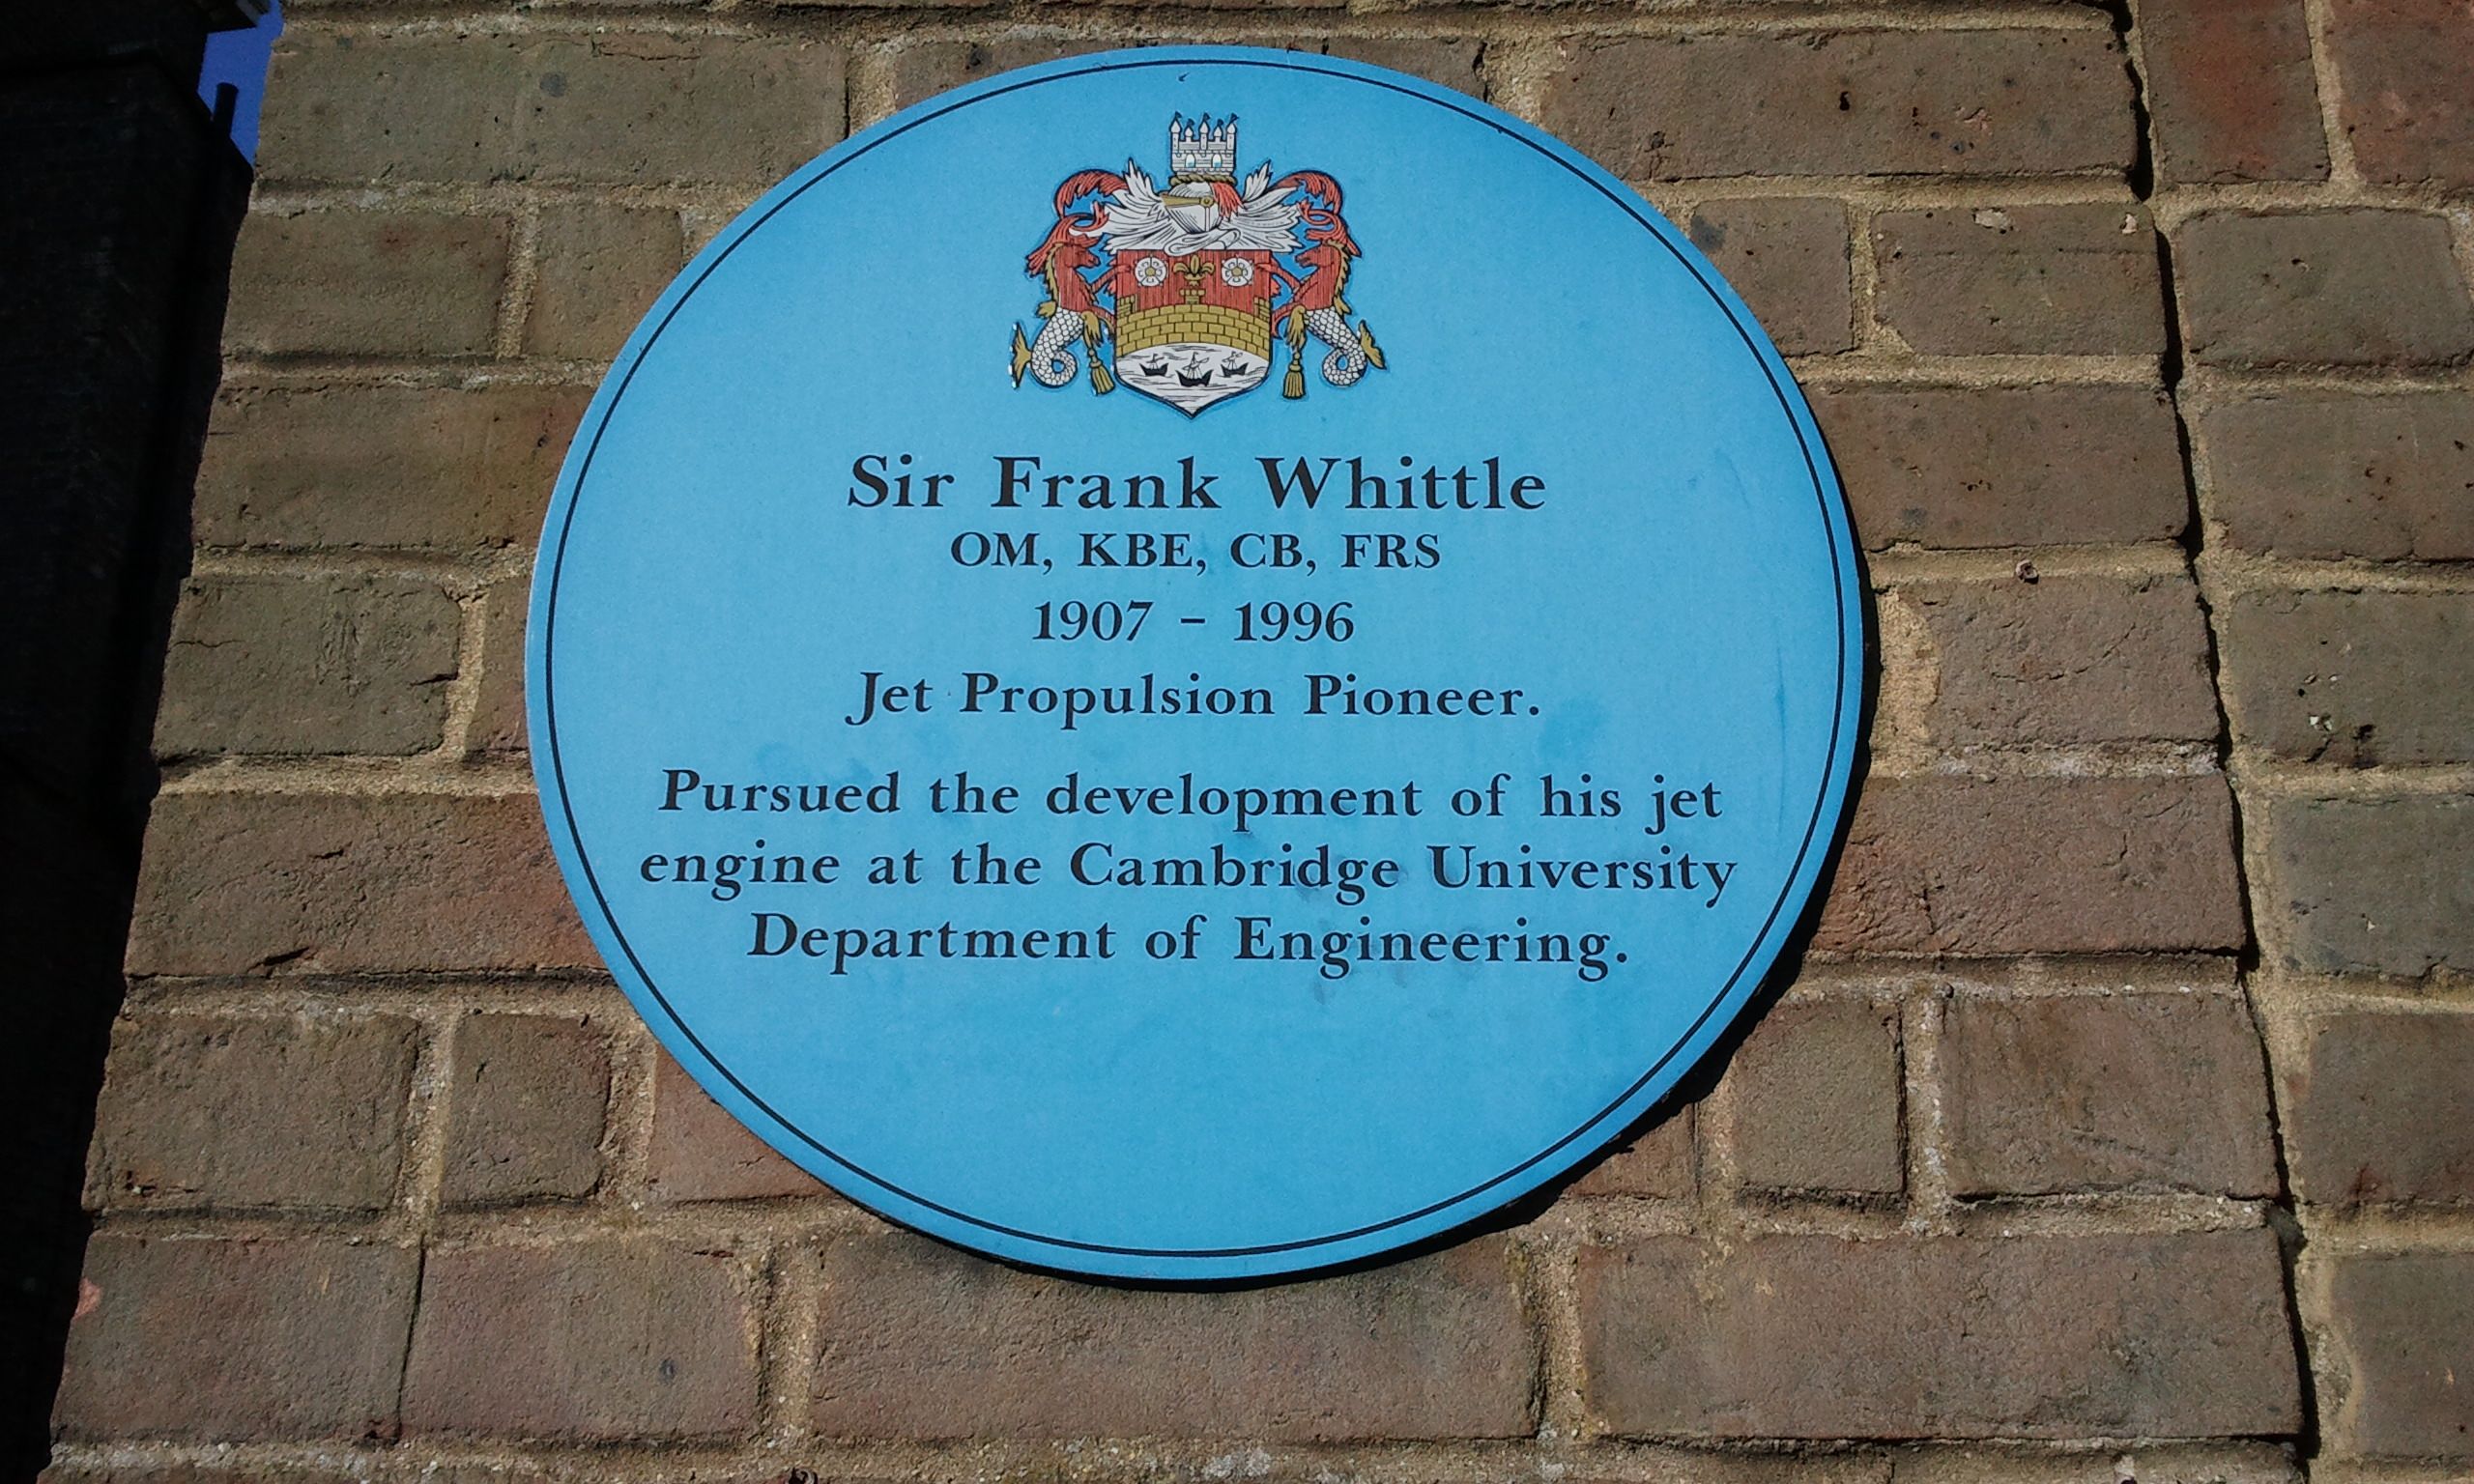 Sir Frank Whittle
OM, KBE, CB, FRS
1907 – 1996
Jet Propulsion Pioneer.
Pursued the development of his jet
engine at the Cambridge University
Department of Engineering.